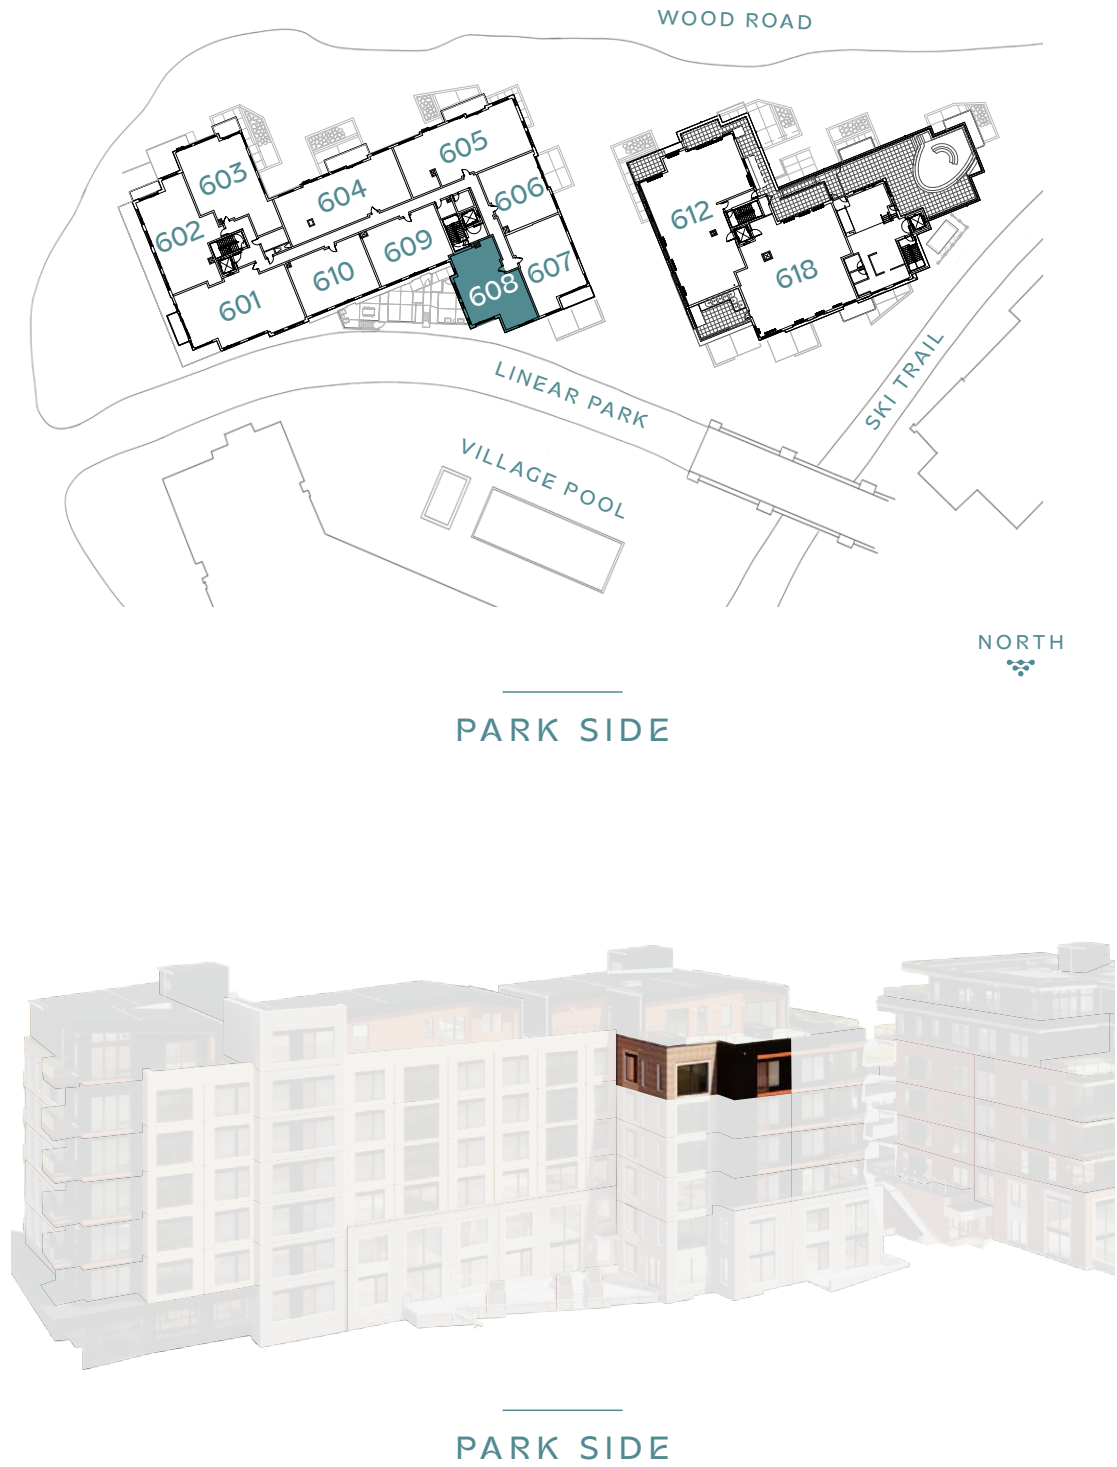 WOOD ROAD
605
603
604
606
612
602
609
618
610
607
608
601
LINEAR PARK
SKI TRAIL
VILLAGE POOL
NORTH
PARK SIDE
PARK SIDE